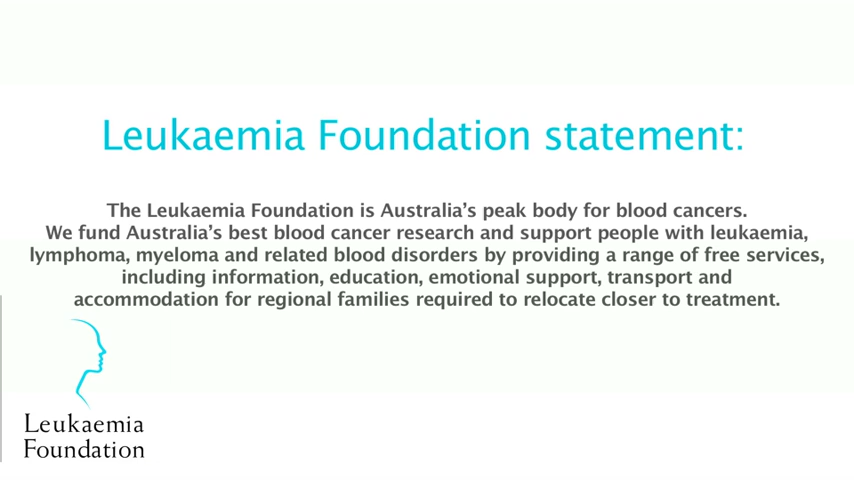 Leukaemia Foundation statement:
The Leukaemia Foundation is Australia’s peak body for blood cancers.
We fund Australia’s best blood cancer research and support people with leukaemia,
lymphoma, myeloma and related blood disorders by providing a range of free services,
including information, education, emotional support, transport and
accommodation for regional families required to relocate closer to treatment.
Leukaemia
Foundation